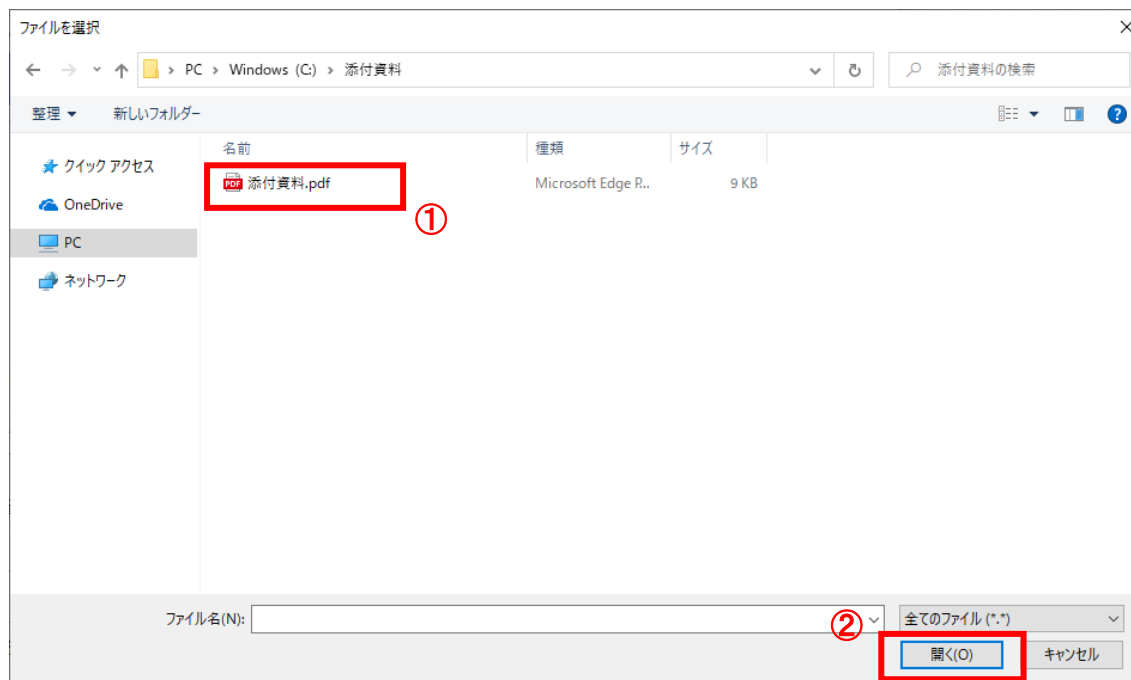 ファイルを選択
PC › Windows (C:) › 添付資料
添付資料の検索
整理 新しいフォルダー
名前 種類 サイズ
クイック アクセス
PDF 添付資料.pdf Microsoft Edge P... 9 KB
①
OneDrive
PC
ネットワーク
ファイル名(N):
② 全てのファイル (*.*)
開く(O) キャンセル